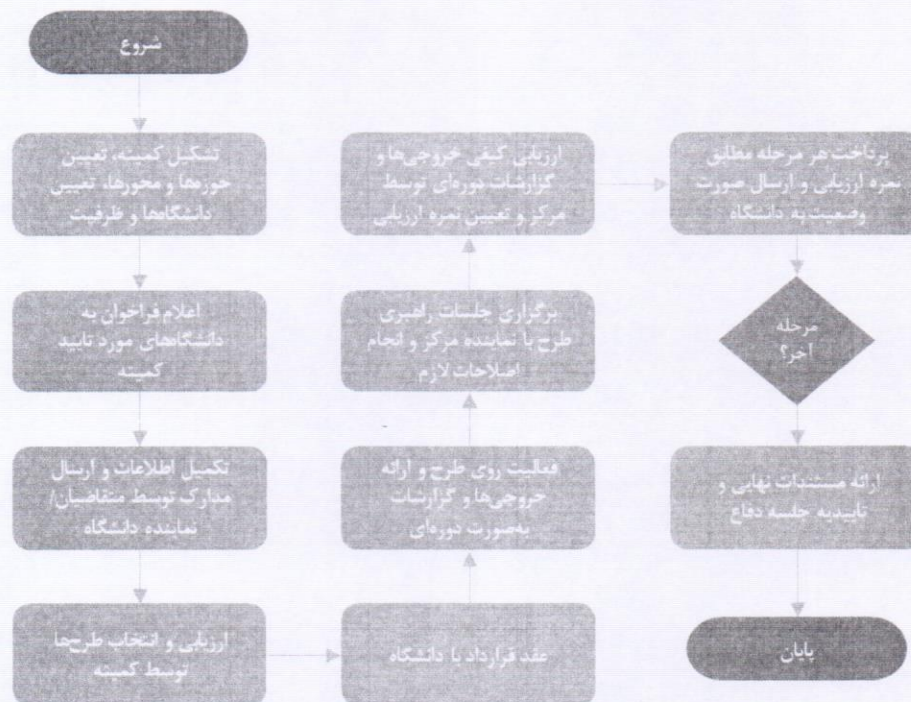 شروع
تشکیل کمیته، تعیین
حوزه‌ها و محورها، تعیین
دانشگاه‌ها و ظرفیت
اعلام فراخوان به
دانشگاه‌های مورد تایید
کمیته
تکمیل اطلاعات و ارسال
مدارک توسط متقاضیان/
نماینده دانشگاه
ارزیابی و انتخاب طرح‌ها
توسط کمیته
عقد قرارداد با دانشگاه
فعالیت روی طرح و ارائه
خروجی‌ها و گزارشات
به‌صورت دوره‌ای
برگزاری جلسات راهبری
طرح با نماینده مرکز و انجام
اصلاحات لازم
ارزیابی کیفی خروجی‌ها و
گزارشات دوره‌ای توسط
مرکز و تعیین نمره ارزیابی
پرداخت هر مرحله مطابق
نمره ارزیابی و ارسال صورت
وضعیت به دانشگاه
مرحله
آخر؟
ارائه مستندات نهایی و
تاییدیه جلسه دفاع
پایان